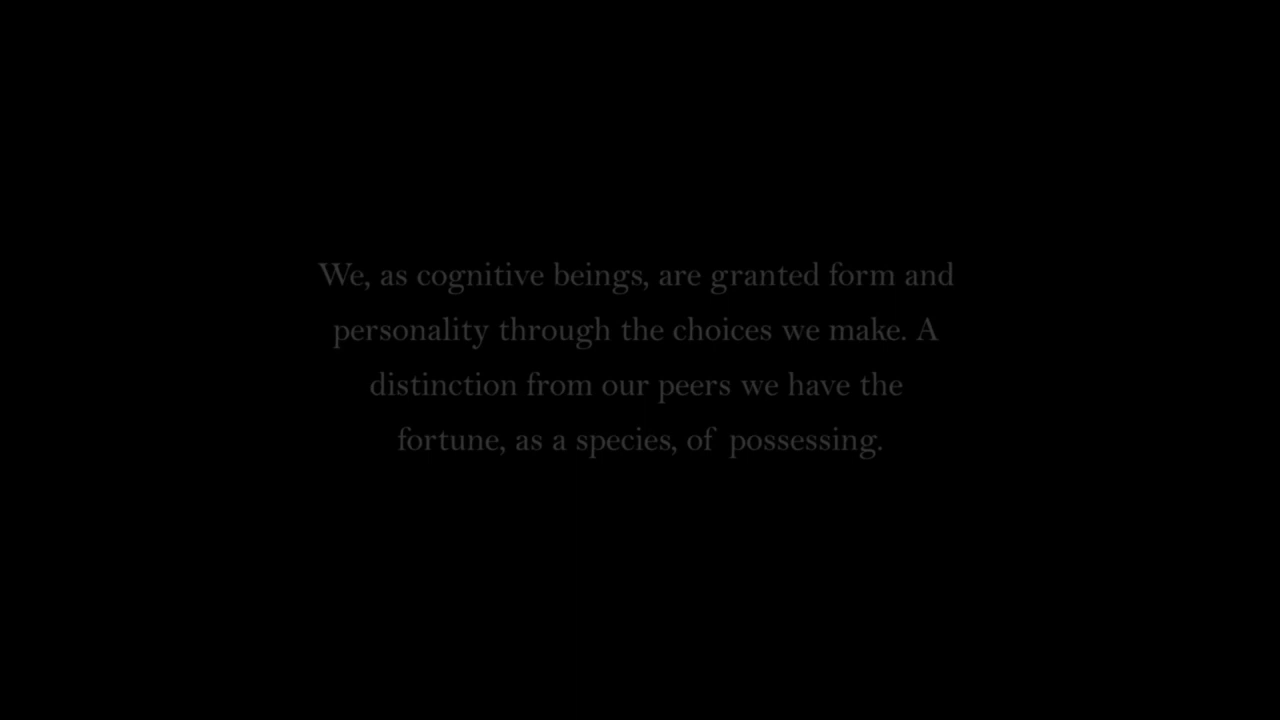 We, as cognitive beings, are granted form and
personality through the choices we make. A
distinction from our peers we have the
fortune, as a species, of possessing.